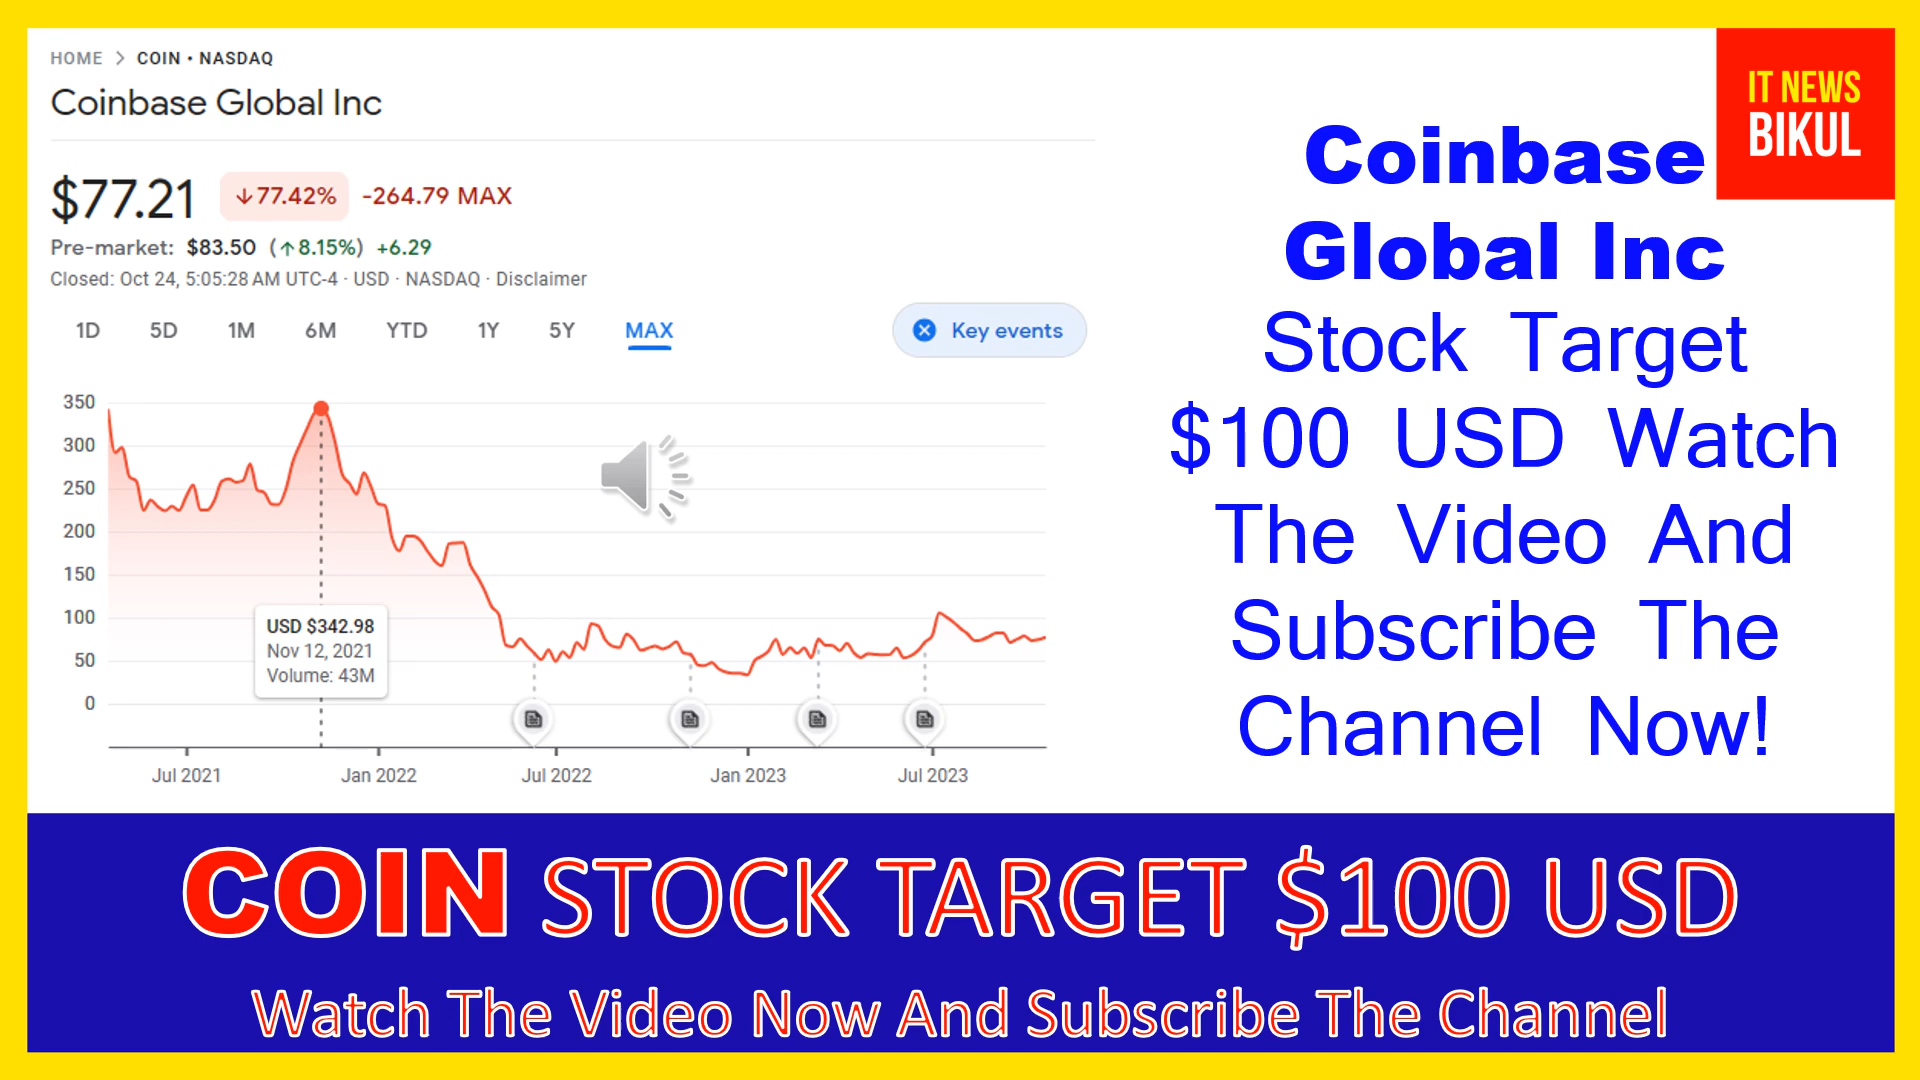 HOME > COIN • NASDAQ
Coinbase Global Inc
$77.21 ↓77.42% -264.79 MAX
Pre-market: $83.50 (↑8.15%) +6.29
Closed: Oct 24, 5:05:28 AM UTC-4 · USD · NASDAQ · Disclaimer
1D 5D 1M 6M YTD 1Y 5Y MAX
Key events
350
300
250
200
150
100
50
0
USD $342.98
Nov 12, 2021
Volume: 43M
Jul 2021 Jan 2022 Jul 2022 Jan 2023 Jul 2023
IT NEWS
BIKUL
Coinbase
Global Inc
Stock Target
$100 USD Watch
The Video And
Subscribe The
Channel Now!
COIN STOCK TARGET $100 USD
Watch The Video Now And Subscribe The Channel